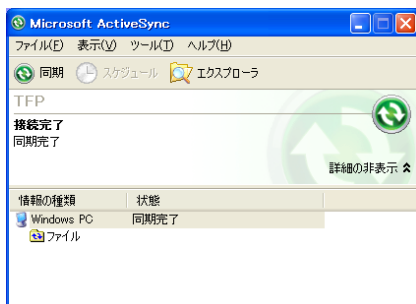 Microsoft ActiveSync
ファイル(F) 表示(V) ツール(T) ヘルプ(H)
同期 スケジュール エクスプローラ
TFP
接続完了
同期完了
詳細の非表示
情報の種類 状態
Windows PC 同期完了
ファイル